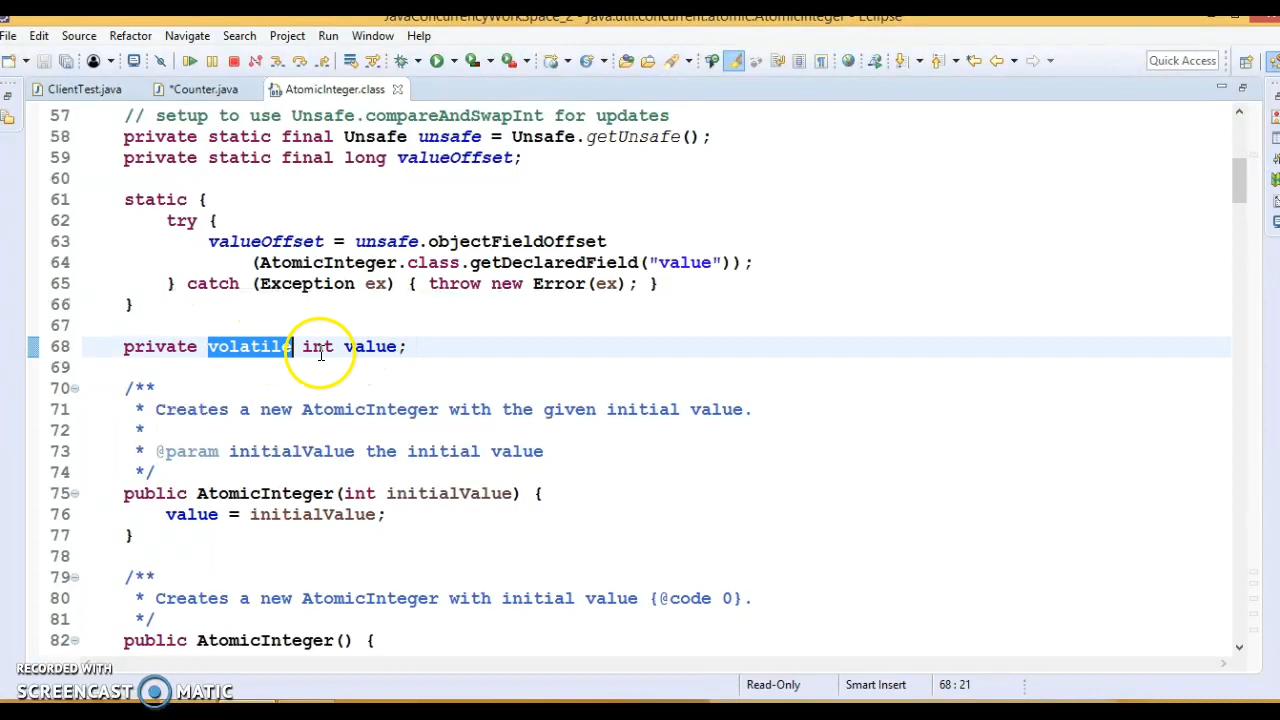 JavaConcurrencyWorkSpace_2 - java.util.concurrent.atomic.AtomicInteger - Eclipse
File Edit Source Refactor Navigate Search Project Run Window Help
Quick Access
ClientTest.java *Counter.java AtomicInteger.class
57 // setup to use Unsafe.compareAndSwapInt for updates
58 private static final Unsafe unsafe = Unsafe.getUnsafe();
59 private static final long valueOffset;
60
61 static {
62 try {
63 valueOffset = unsafe.objectFieldOffset
64 (AtomicInteger.class.getDeclaredField("value"));
65 } catch (Exception ex) { throw new Error(ex); }
66 }
67
68 private volatile int value;
69
70 /**
71 * Creates a new AtomicInteger with the given initial value.
72 *
73 * @param initialValue the initial value
74 */
75 public AtomicInteger(int initialValue) {
76 value = initialValue;
77 }
78
79 /**
80 * Creates a new AtomicInteger with initial value {@code 0}.
81 */
82 public AtomicInteger() {
RECORDED WITH
SCREENCAST MATIC
Read-Only Smart Insert 68 : 21